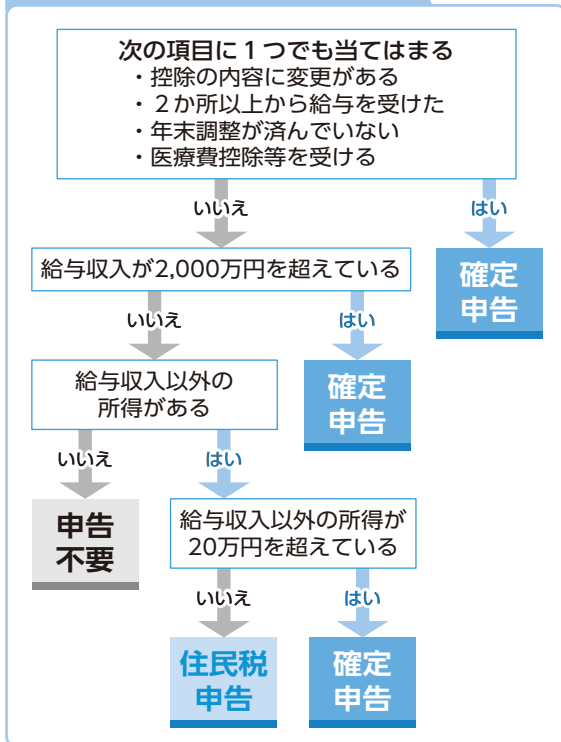 次の項目に1つでも当てはまる
・控除の内容に変更がある
・２か所以上から給与を受けた
・年末調整が済んでいない
・医療費控除等を受ける
いいえ
はい
給与収入が2,000万円を超えている
確定
申告
いいえ
はい
給与収入以外の
所得がある
確定
申告
いいえ
はい
申告
不要
給与収入以外の所得が
20万円を超えている
いいえ
はい
住民税
申告
確定
申告